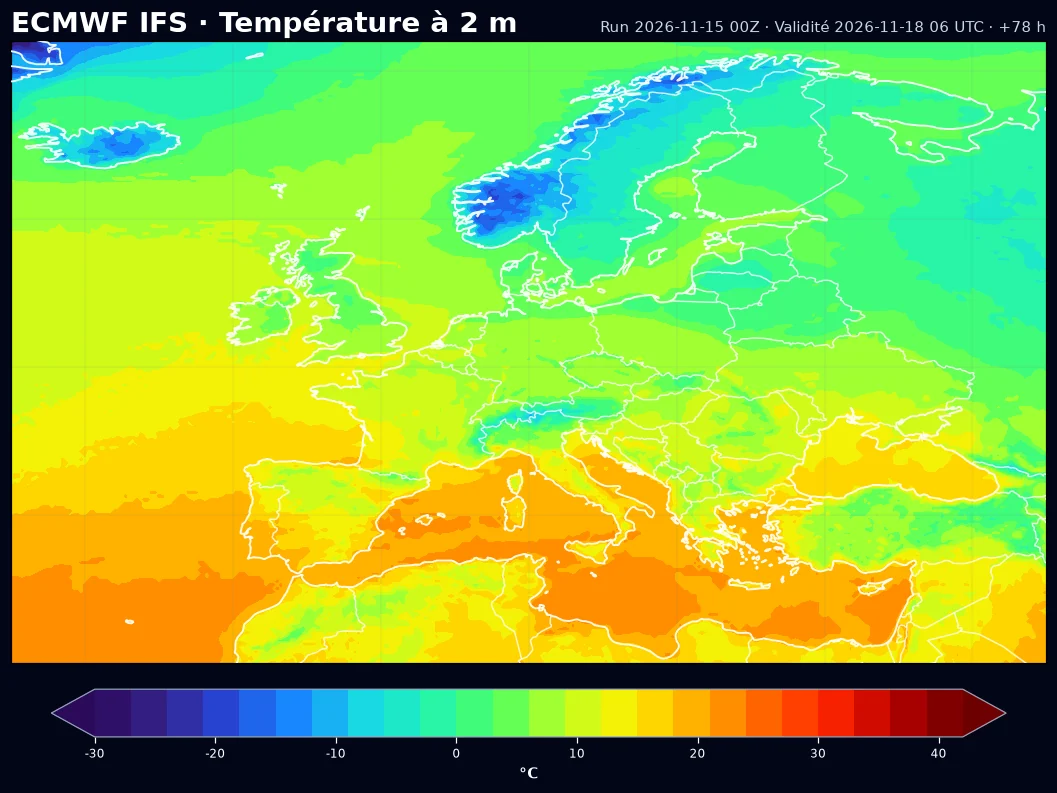 ECMWF IFS · Température à 2 m
Run 2026-11-15 00Z · Validité 2026-11-18 06 UTC · +78 h
-30 -20 -10 0 10 20 30 40
°C